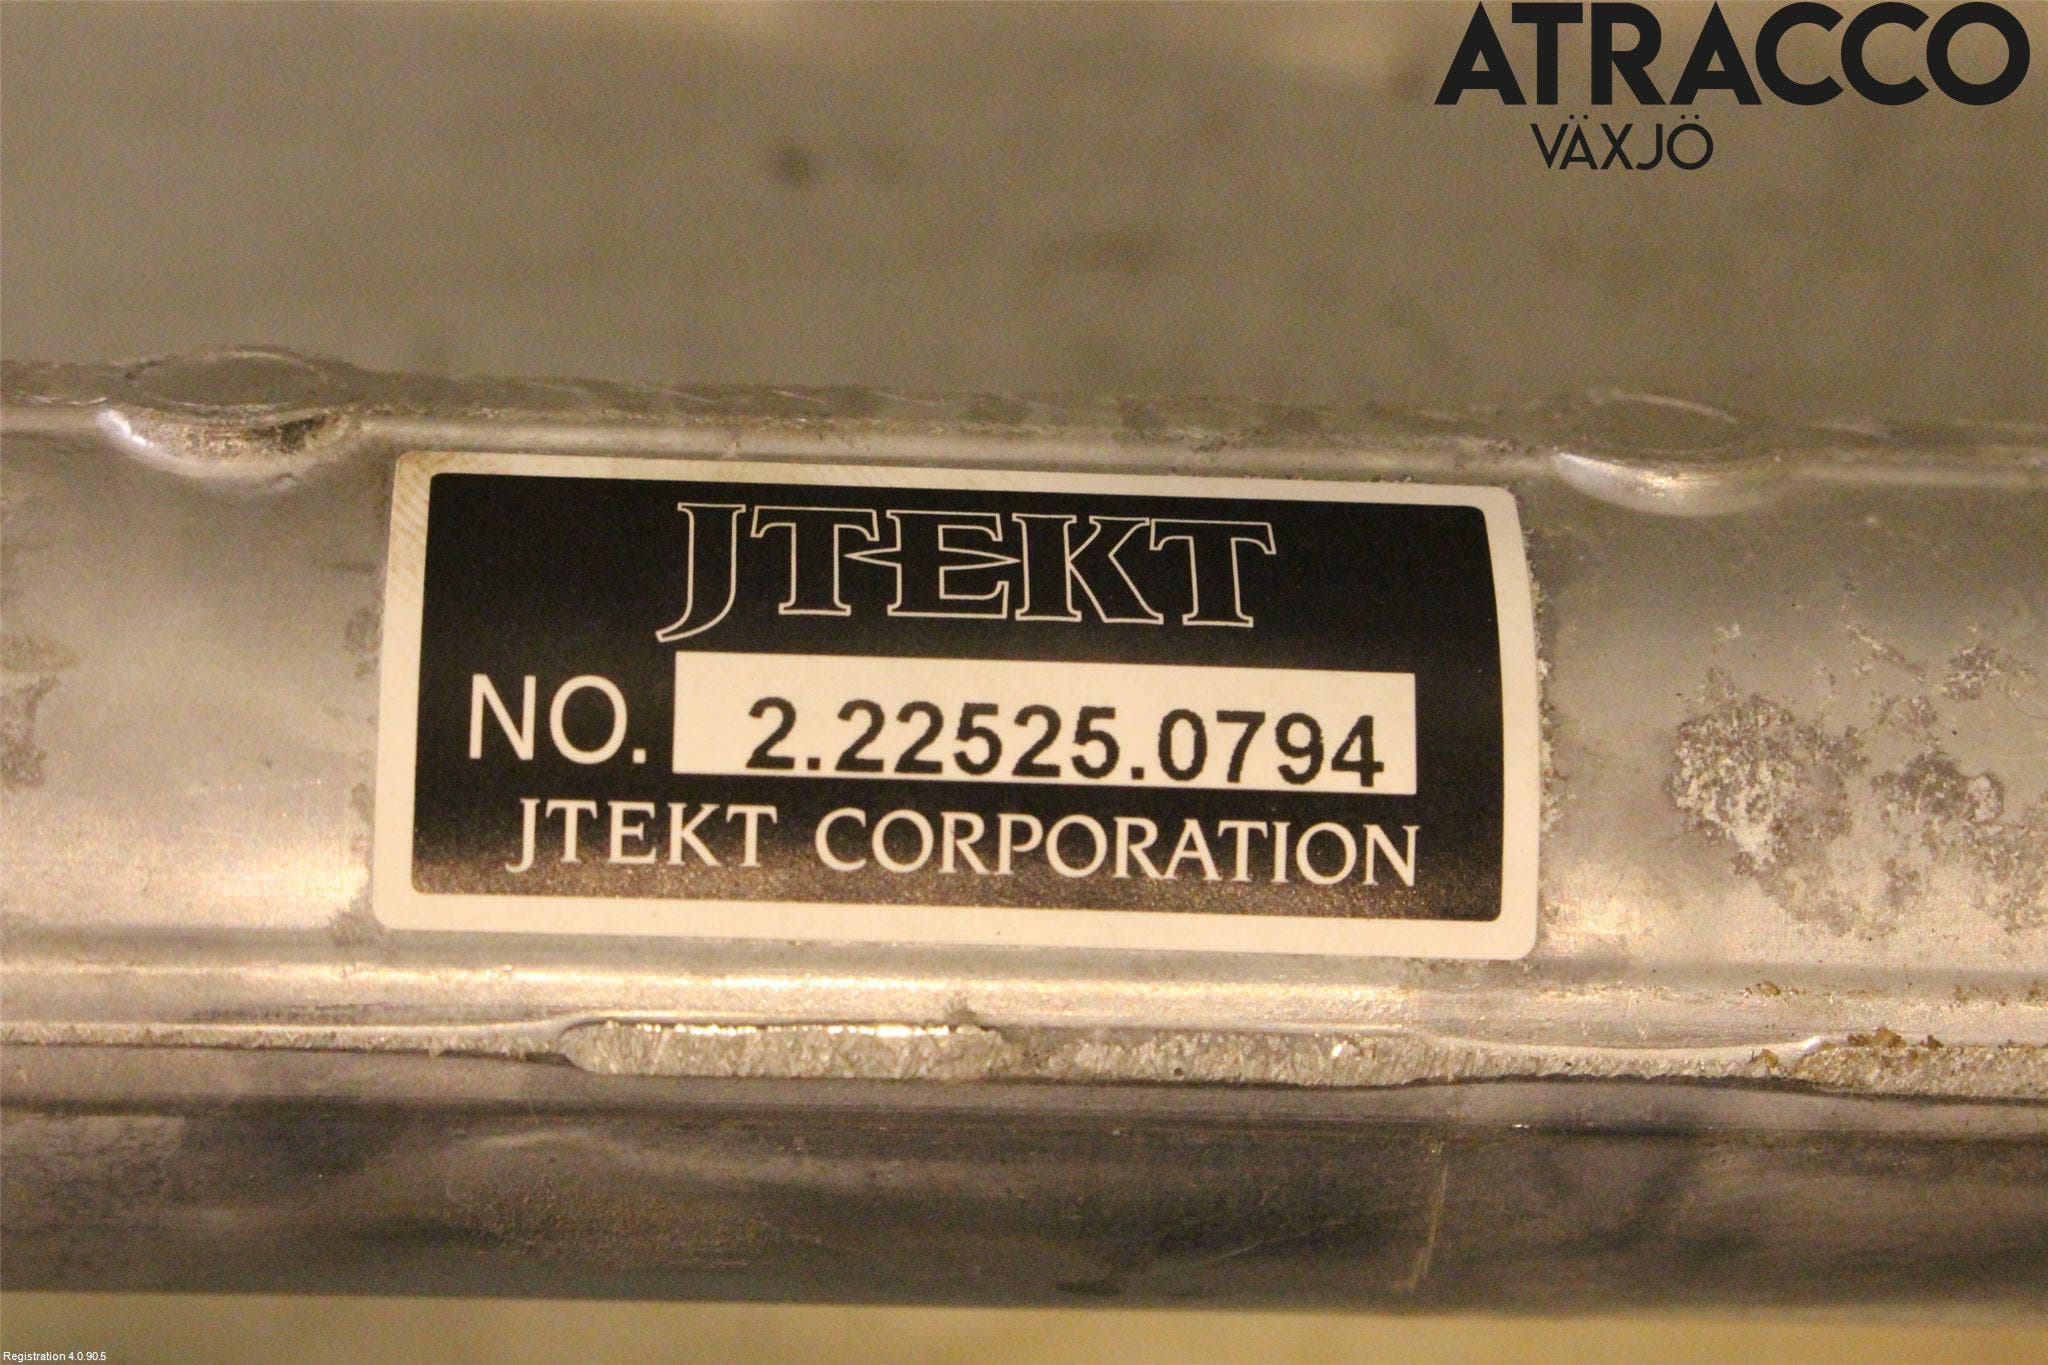 ATRACCO
VÄXJÖ
JTEKT
NO. 2.22525.0794
JTEKT CORPORATION
Registration 4.0.90.5